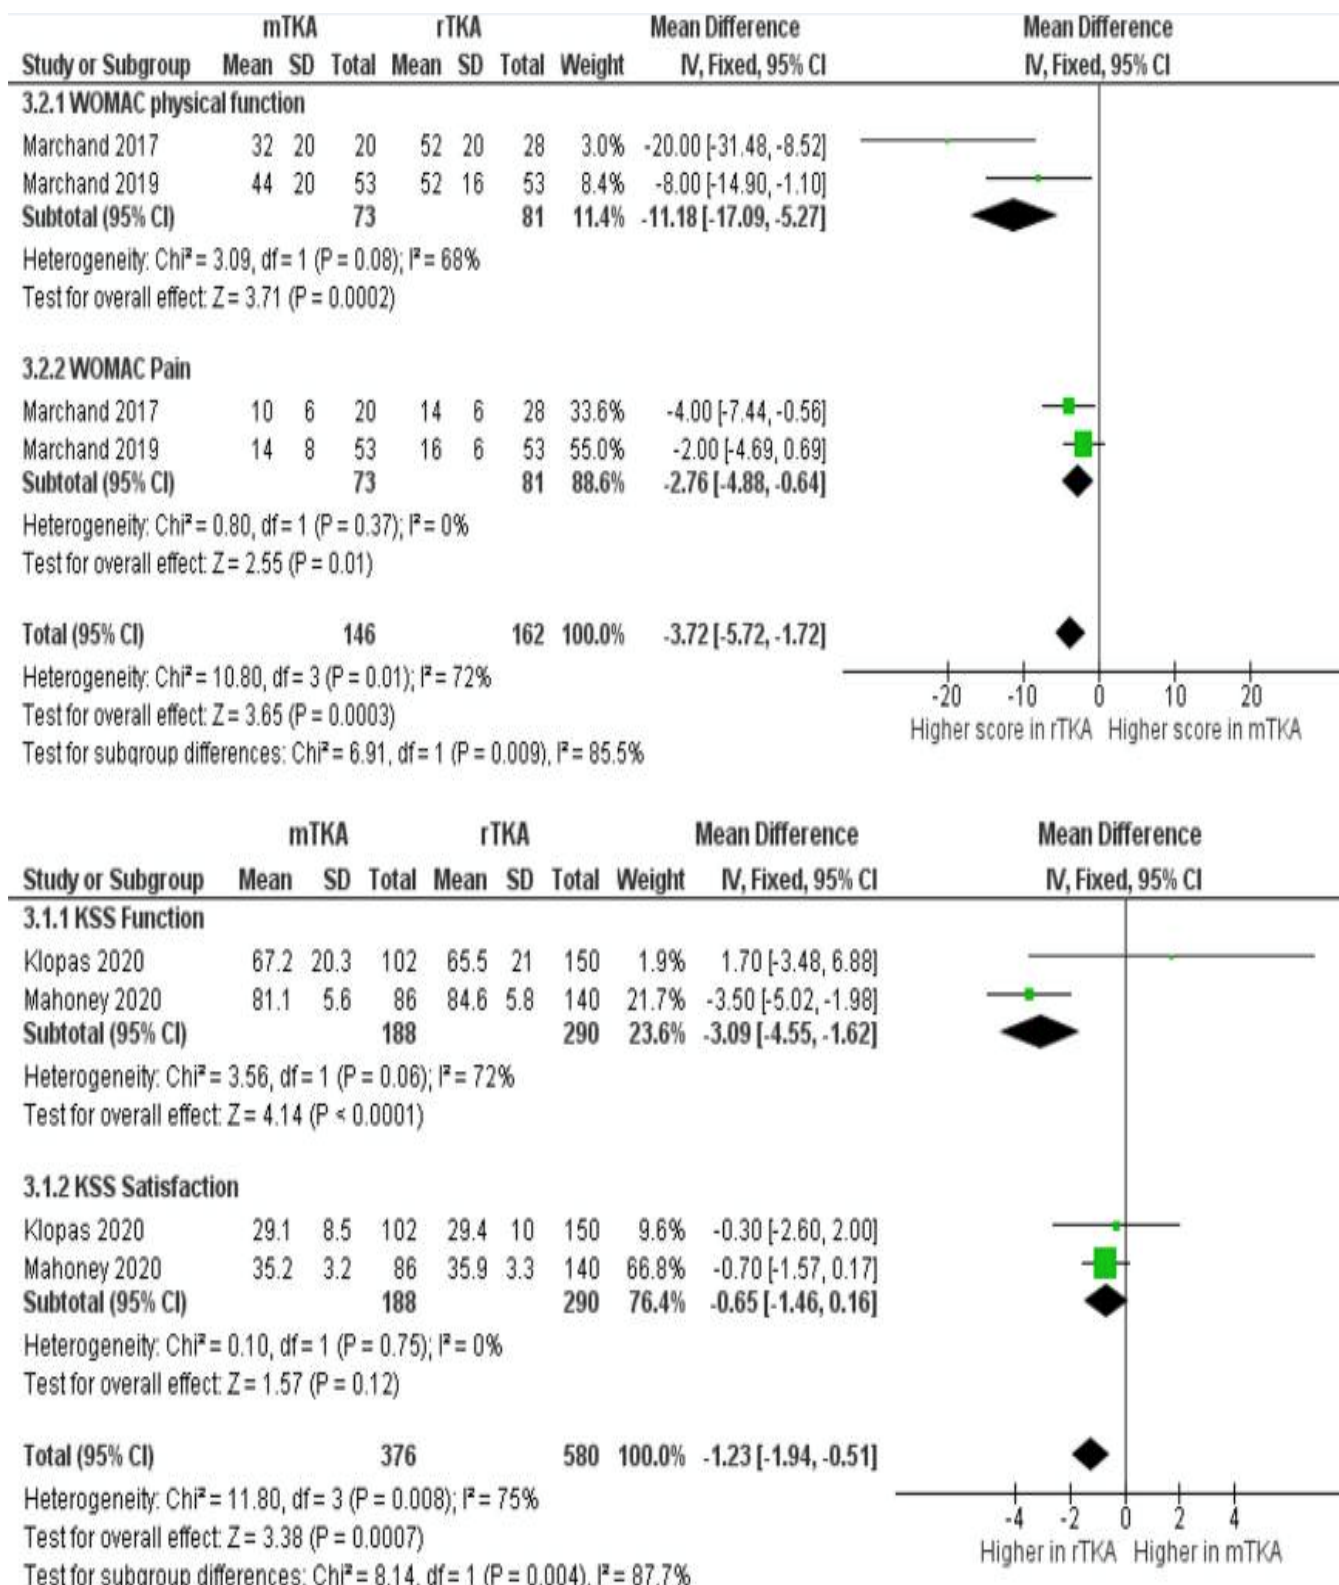 mTKA rTKA Mean Difference Mean Difference
Study or Subgroup Mean SD Total Mean SD Total Weight IV, Fixed, 95% CI IV, Fixed, 95% CI
3.2.1 WOMAC physical function
Marchand 2017 32 20 20 52 20 28 3.0% -20.00 [-31.48, -8.52]
Marchand 2019 44 20 53 52 16 53 8.4% -8.00 [-14.90, -1.10]
Subtotal (95% CI) 73 81 11.4% -11.18 [-17.09, -5.27]
Heterogeneity: Chi² = 3.09, df = 1 (P = 0.08); I² = 68%
Test for overall effect: Z = 3.71 (P = 0.0002)
3.2.2 WOMAC Pain
Marchand 2017 10 6 20 14 6 28 33.6% -4.00 [-7.44, -0.56]
Marchand 2019 14 8 53 16 6 53 55.0% -2.00 [-4.69, 0.69]
Subtotal (95% CI) 73 81 88.6% -2.76 [-4.88, -0.64]
Heterogeneity: Chi² = 0.80, df = 1 (P = 0.37); I² = 0%
Test for overall effect: Z = 2.55 (P = 0.01)
Total (95% CI) 146 162 100.0% -3.72 [-5.72, -1.72]
Heterogeneity: Chi² = 10.80, df = 3 (P = 0.01); I² = 72%
Test for overall effect: Z = 3.65 (P = 0.0003)
Test for subgroup differences: Chi² = 6.91, df = 1 (P = 0.009), I² = 85.5%
-20 -10 0 10 20
Higher score in rTKA Higher score in mTKA
mTKA rTKA Mean Difference Mean Difference
Study or Subgroup Mean SD Total Mean SD Total Weight IV, Fixed, 95% CI IV, Fixed, 95% CI
3.1.1 KSS Function
Klopas 2020 67.2 20.3 102 65.5 21 150 1.9% 1.70 [-3.48, 6.88]
Mahoney 2020 81.1 5.6 86 84.6 5.8 140 21.7% -3.50 [-5.02, -1.98]
Subtotal (95% CI) 188 290 23.6% -3.09 [-4.55, -1.62]
Heterogeneity: Chi² = 3.56, df = 1 (P = 0.06); I² = 72%
Test for overall effect: Z = 4.14 (P < 0.0001)
3.1.2 KSS Satisfaction
Klopas 2020 29.1 8.5 102 29.4 10 150 9.6% -0.30 [-2.60, 2.00]
Mahoney 2020 35.2 3.2 86 35.9 3.3 140 66.8% -0.70 [-1.57, 0.17]
Subtotal (95% CI) 188 290 76.4% -0.65 [-1.46, 0.16]
Heterogeneity: Chi² = 0.10, df = 1 (P = 0.75); I² = 0%
Test for overall effect: Z = 1.57 (P = 0.12)
Total (95% CI) 376 580 100.0% -1.23 [-1.94, -0.51]
Heterogeneity: Chi² = 11.80, df = 3 (P = 0.008); I² = 75%
Test for overall effect: Z = 3.38 (P = 0.0007)
Test for subgroup differences: Chi² = 8.14, df = 1 (P = 0.004), I² = 87.7%
-4 -2 0 2 4
Higher in rTKA Higher in mTKA